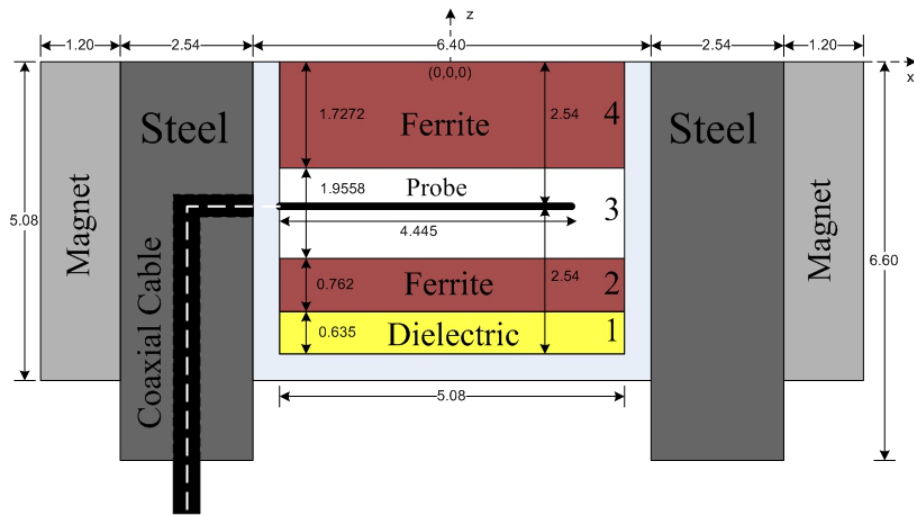 z
1.20
2.54
6.40
2.54
1.20
(0,0,0)
x
Steel
1.7272
Ferrite
2.54
4
Steel
Magnet
5.08
1.9558
Probe
3
4.445
Magnet
6.60
Coaxial Cable
0.762
Ferrite
2.54
2
0.635
Dielectric
1
5.08